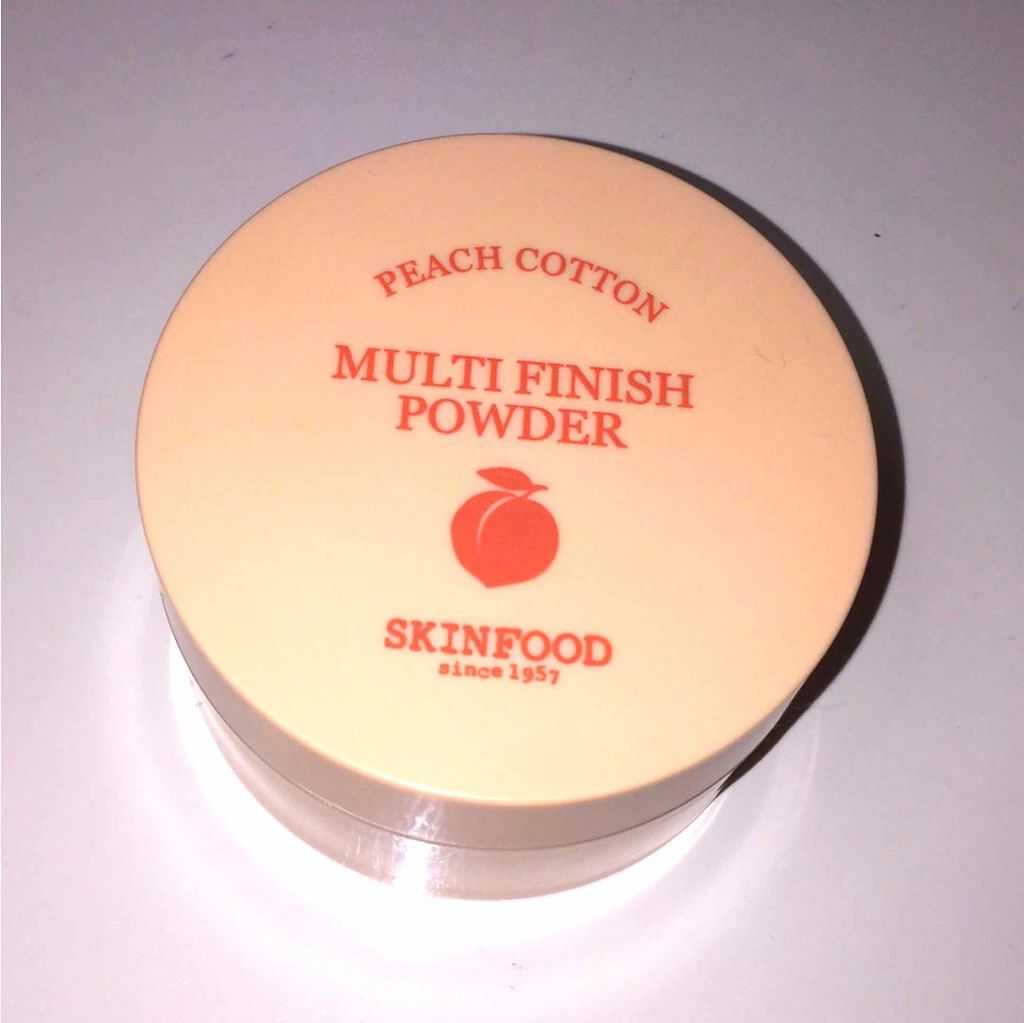 PEACH COTTON
MULTI FINISH
POWDER
SKINFOOD
since 1957